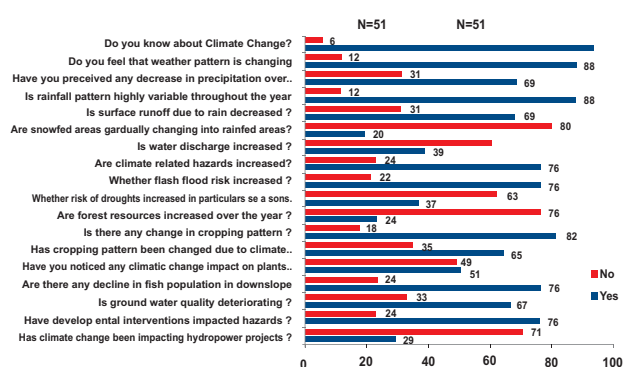 N=51 N=51
Do you know about Climate Change? 6
Do you feel that weather pattern is changing 12 88
Have you preceived any decrease in precipitation over.. 31 69
Is rainfall pattern highly variable throughout the year 12 88
Is surface runoff due to rain decreased ? 31 69
Are snowfed areas gardually changing into rainfed areas? 80 20
Is water discharge increased ? 39
Are climate related hazards increased? 24 76
Whether flash flood risk increased ? 22 76
Whether risk of droughts increased in particulars se a sons. 63 37
Are forest resources increased over the year ? 76 24
Is there any change in cropping pattern ? 18 82
Has cropping pattern been changed due to climate.. 35 65
Have you noticed any climatic change impact on plants.. 49 51
Are there any decline in fish population in downslope 24 76
Is ground water quality deteriorating ? 33 67
Have develop ental interventions impacted hazards ? 24 76
Has climate change been impacting hydropower projects ? 71 29
No
Yes
0 20 40 60 80 100